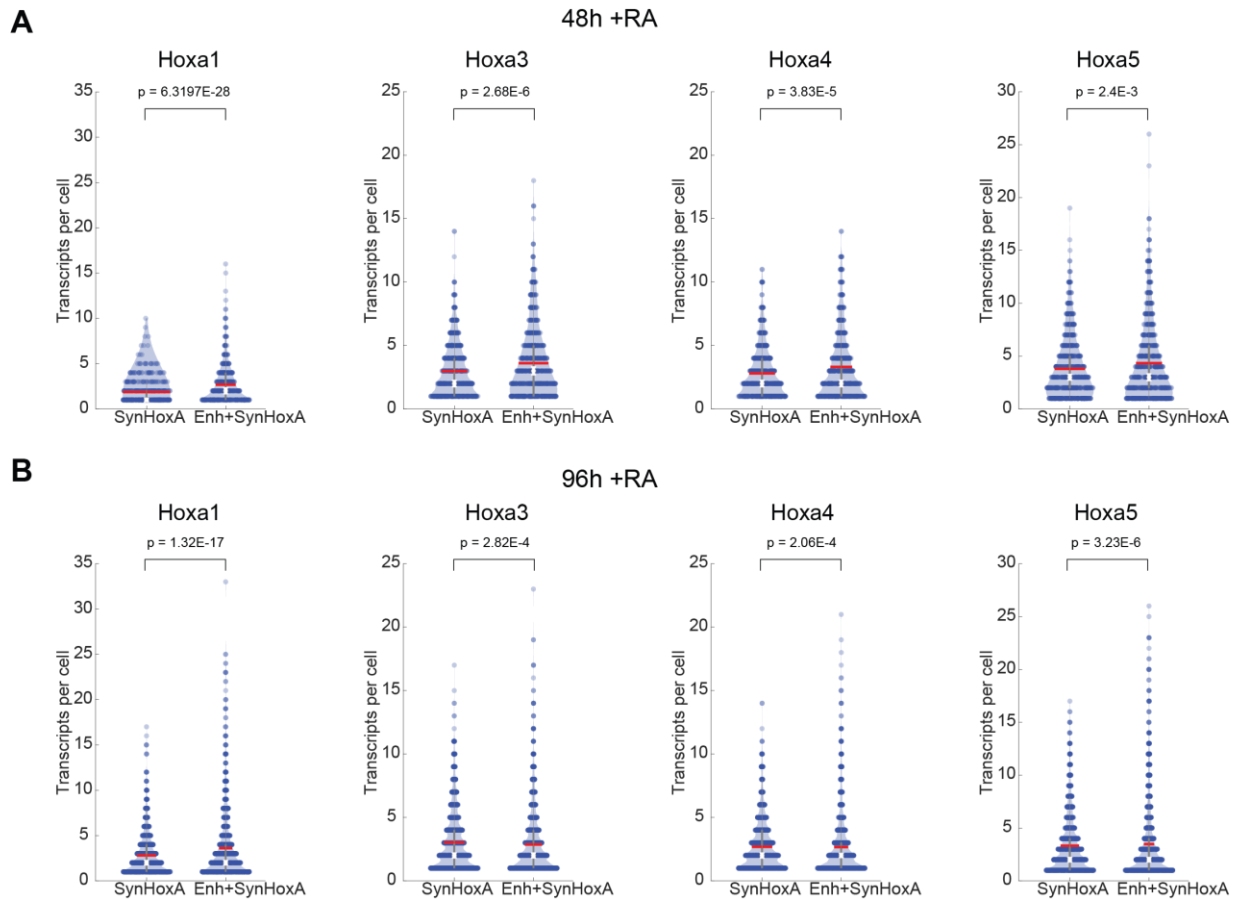 A
48h +RA
Hoxa1
Hoxa3
Hoxa4
Hoxa5
p = 6.3197E-28
p = 2.68E-6
p = 3.83E-5
p = 2.4E-3
Transcripts per cell
35
30
25
20
15
10
5
0
SynHoxA
Enh+SynHoxA
Transcripts per cell
25
20
15
10
5
0
SynHoxA
Enh+SynHoxA
Transcripts per cell
25
20
15
10
5
0
SynHoxA
Enh+SynHoxA
Transcripts per cell
30
25
20
15
10
5
0
SynHoxA
Enh+SynHoxA
B
96h +RA
Hoxa1
Hoxa3
Hoxa4
Hoxa5
p = 1.32E-17
p = 2.82E-4
p = 2.06E-4
p = 3.23E-6
Transcripts per cell
35
30
25
20
15
10
5
0
SynHoxA
Enh+SynHoxA
Transcripts per cell
25
20
15
10
5
0
SynHoxA
Enh+SynHoxA
Transcripts per cell
25
20
15
10
5
0
SynHoxA
Enh+SynHoxA
Transcripts per cell
30
25
20
15
10
5
0
SynHoxA
Enh+SynHoxA